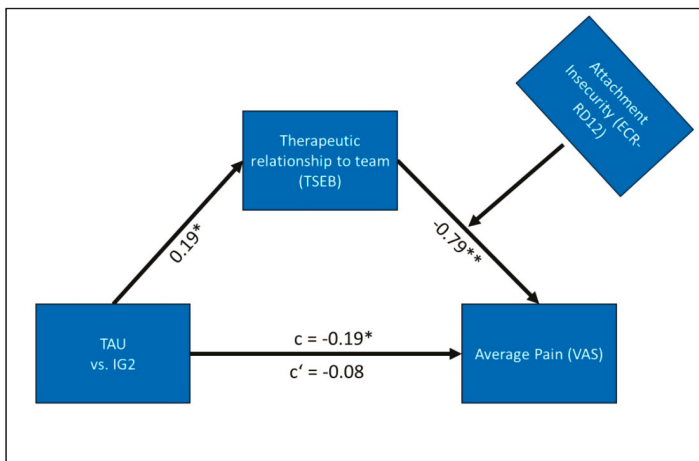 Attachment
Insecurity (ECR-
RD12)
Therapeutic
relationship to team
(TSEB)
0.19*
-0.79**
TAU
vs. IG2
c = -0.19*
c‘ = -0.08
Average Pain (VAS)